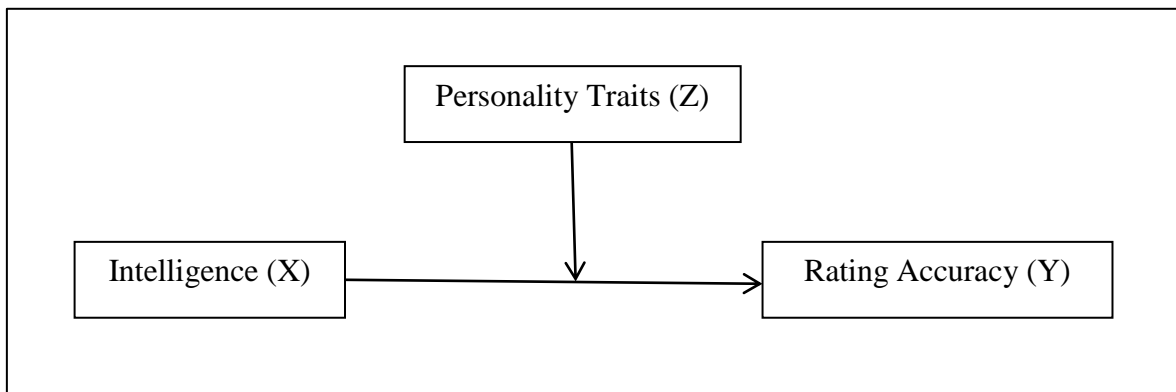 Personality Traits (Z)
Intelligence (X)
Rating Accuracy (Y)